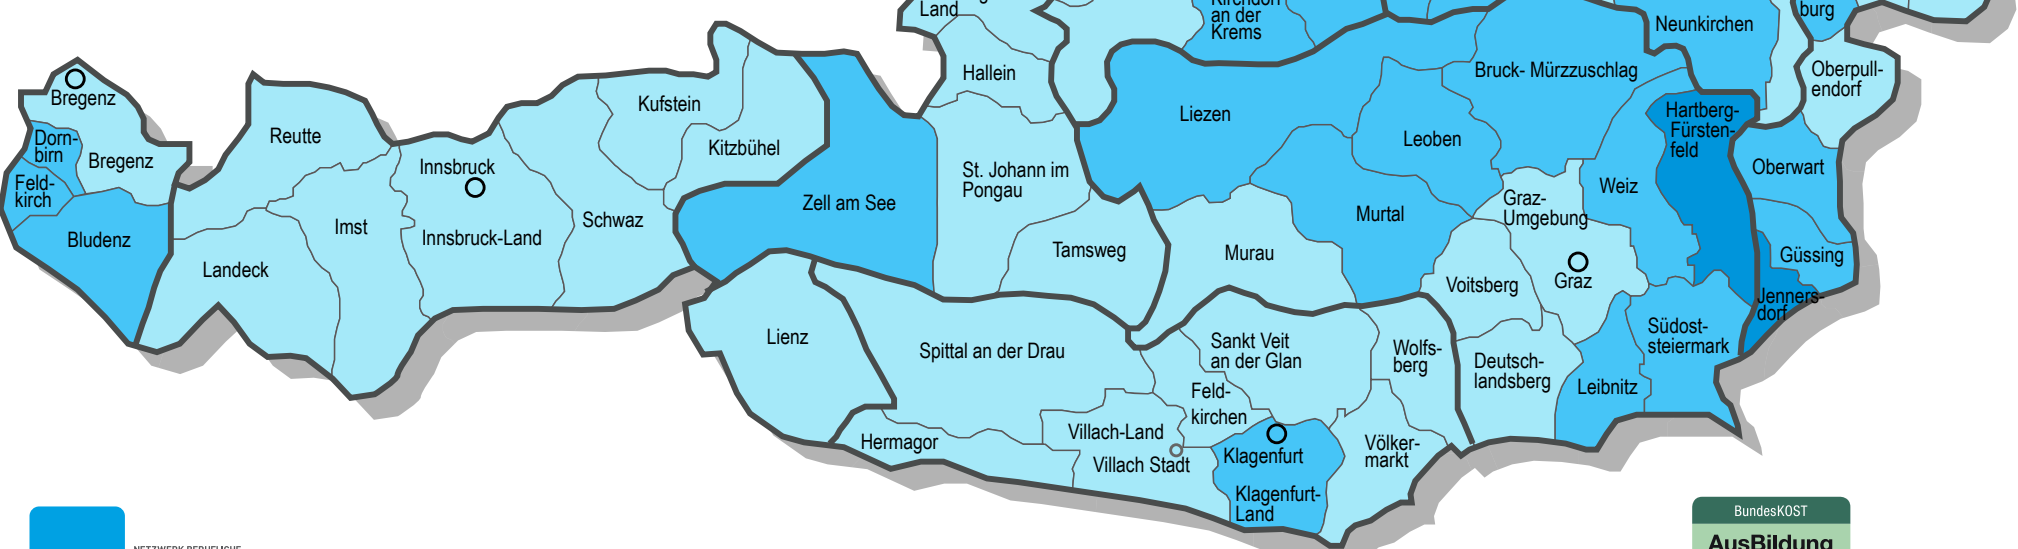 Land
Kirchdorf
an der
Krems
Neunkirchen
burg
Oberpull-
endorf
Hallein
Bruck- Mürzzuschlag
Liezen
Leoben
Hartberg-
Fürsten-
feld
Bregenz
Dorn-
birn
Bregenz
Feld-
kirch
Bludenz
Reutte
Kufstein
Kitzbühel
Innsbruck
Innsbruck-Land
Imst
Schwaz
Landeck
Zell am See
St. Johann im
Pongau
Tamsweg
Murau
Murtal
Graz-
Umgebung
Weiz
Oberwart
Güssing
Graz
Voitsberg
Jenners-
dorf
Südost-
steiermark
Lienz
Spittal an der Drau
Sankt Veit
an der Glan
Wolfs-
berg
Deutsch-
landsberg
Leibnitz
Feld-
kirchen
Hermagor
Villach-Land
Villach Stadt
Klagenfurt
Klagenfurt-
Land
Völker-
markt
NETZWERK BERUFLICHE
BundesKOST
AusBildung